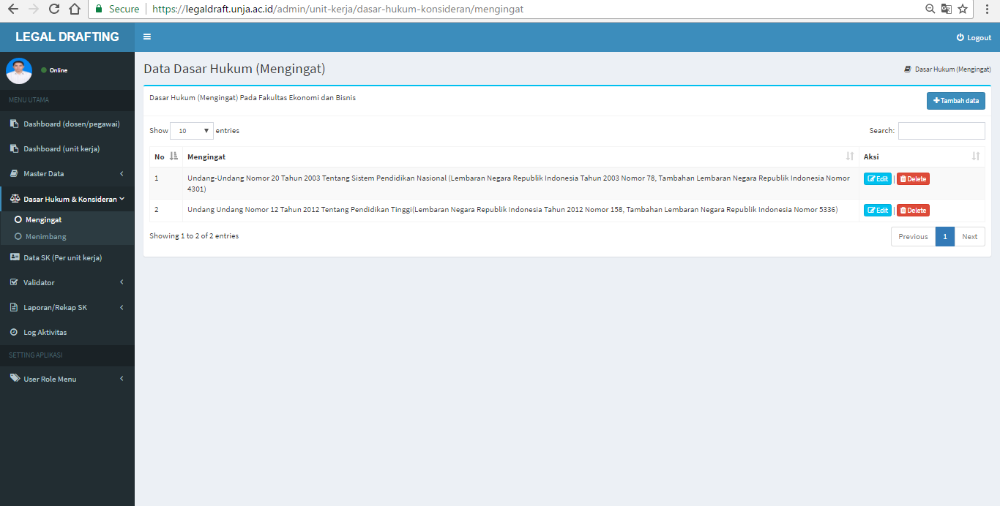 Secure | https://legaldraft.unja.ac.id/admin/unit-kerja/dasar-hukum-konsideran/mengingat
LEGAL DRAFTING
Logout
Online
MENU UTAMA
Dashboard (dosen/pegawai)
Dashboard (unit kerja)
Master Data
Dasar Hukum & Konsideran
Mengingat
Menimbang
Data SK (Per unit kerja)
Validator
Laporan/Rekap SK
Log Aktivitas
SETTING APLIKASI
User Role Menu
Data Dasar Hukum (Mengingat)
Dasar Hukum (Mengingat)
Dasar Hukum (Mengingat) Pada Fakultas Ekonomi dan Bisnis
Tambah data
Show 10 entries
Search:
No Mengingat Aksi
1 Undang-Undang Nomor 20 Tahun 2003 Tentang Sistem Pendidikan Nasional (Lembaran Negara Republik Indonesia Tahun 2003 Nomor 78, Tambahan Lembaran Negara Republik Indonesia Nomor
4301)
Edit | Delete
2 Undang Undang Nomor 12 Tahun 2012 Tentang Pendidikan Tinggi(Lembaran Negara Republik Indonesia Tahun 2012 Nomor 158, Tambahan Lembaran Negara Republik Indonesia Nomor 5336)
Edit | Delete
Showing 1 to 2 of 2 entries
Previous 1 Next